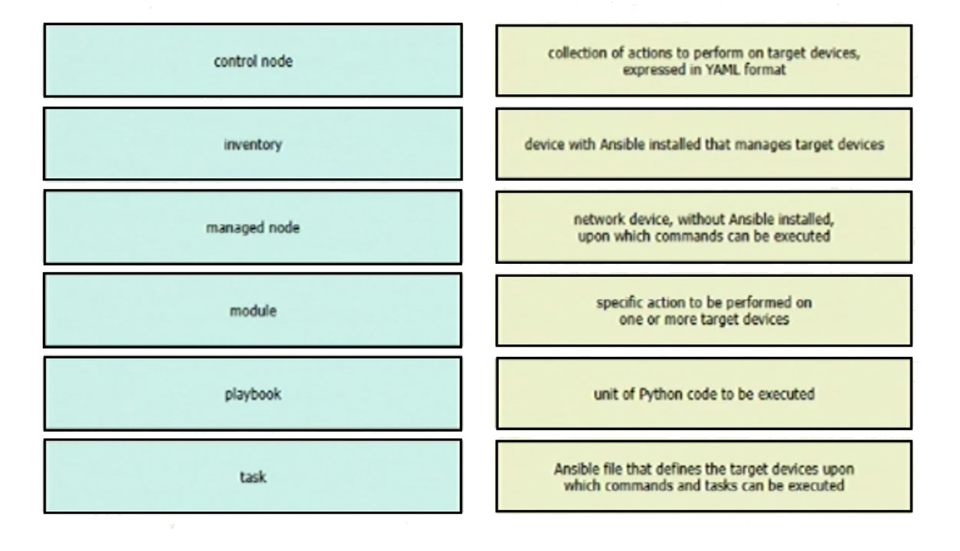 control node
collection of actions to perform on target devices,
expressed in YAML format
inventory
device with Ansible installed that manages target devices
managed node
network device, without Ansible installed,
upon which commands can be executed
module
specific action to be performed on
one or more target devices
playbook
unit of Python code to be executed
task
Ansible file that defines the target devices upon
which commands and tasks can be executed